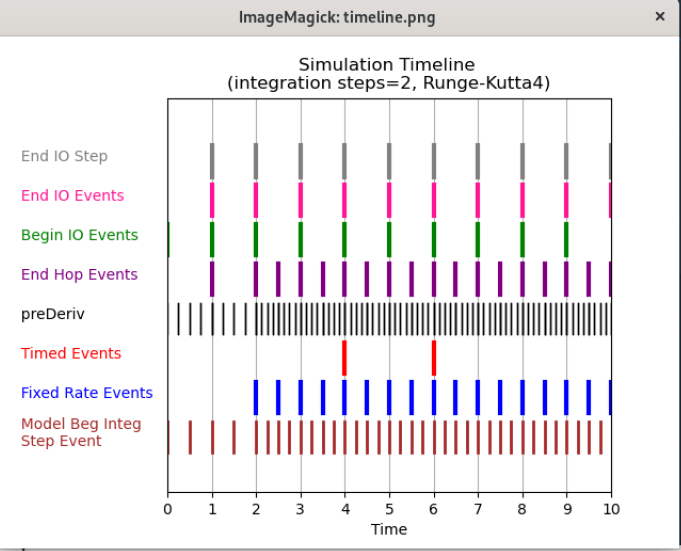 ImageMagick: timeline.png
×
Simulation Timeline
(integration steps=2, Runge-Kutta4)
End IO Step
End IO Events
Begin IO Events
End Hop Events
preDeriv
Timed Events
Fixed Rate Events
Model Beg Integ
Step Event
0 1 2 3 4 5 6 7 8 9 10
Time